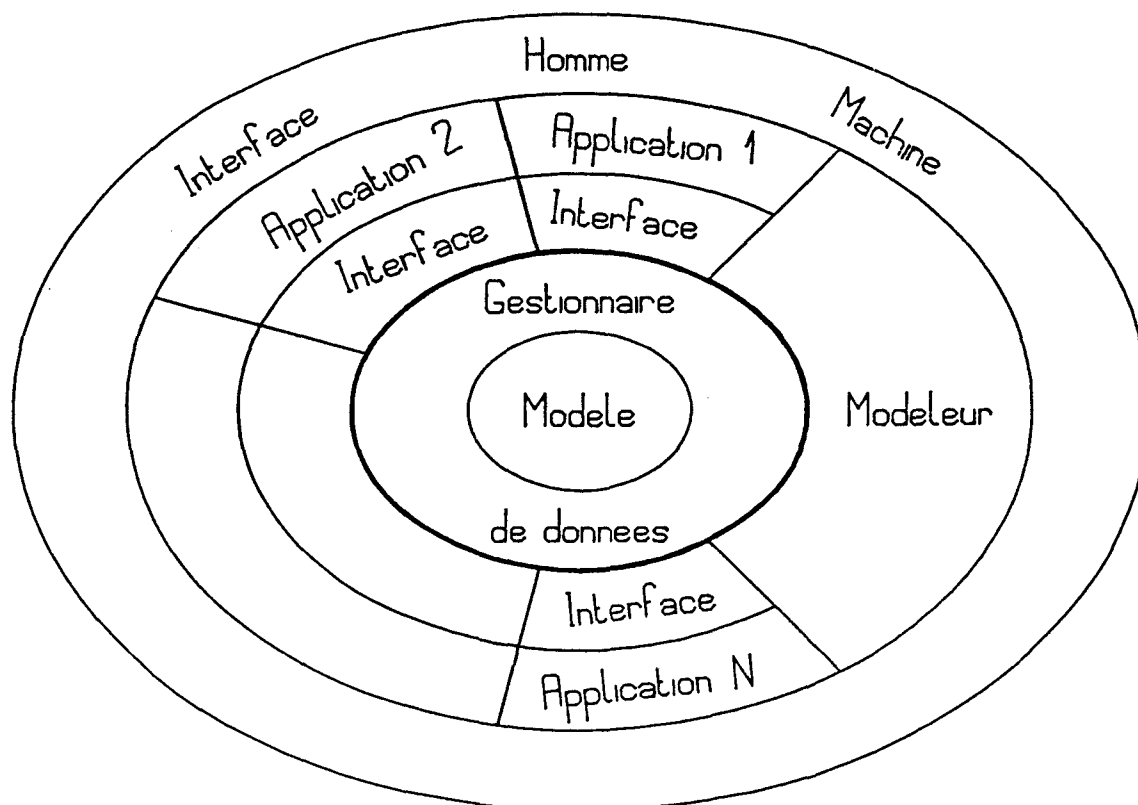 Interface Homme Machine
Application 2
Application 1
Interface
Interface
Gestionnaire
Modele
Modeleur
de donnees
Interface
Application N